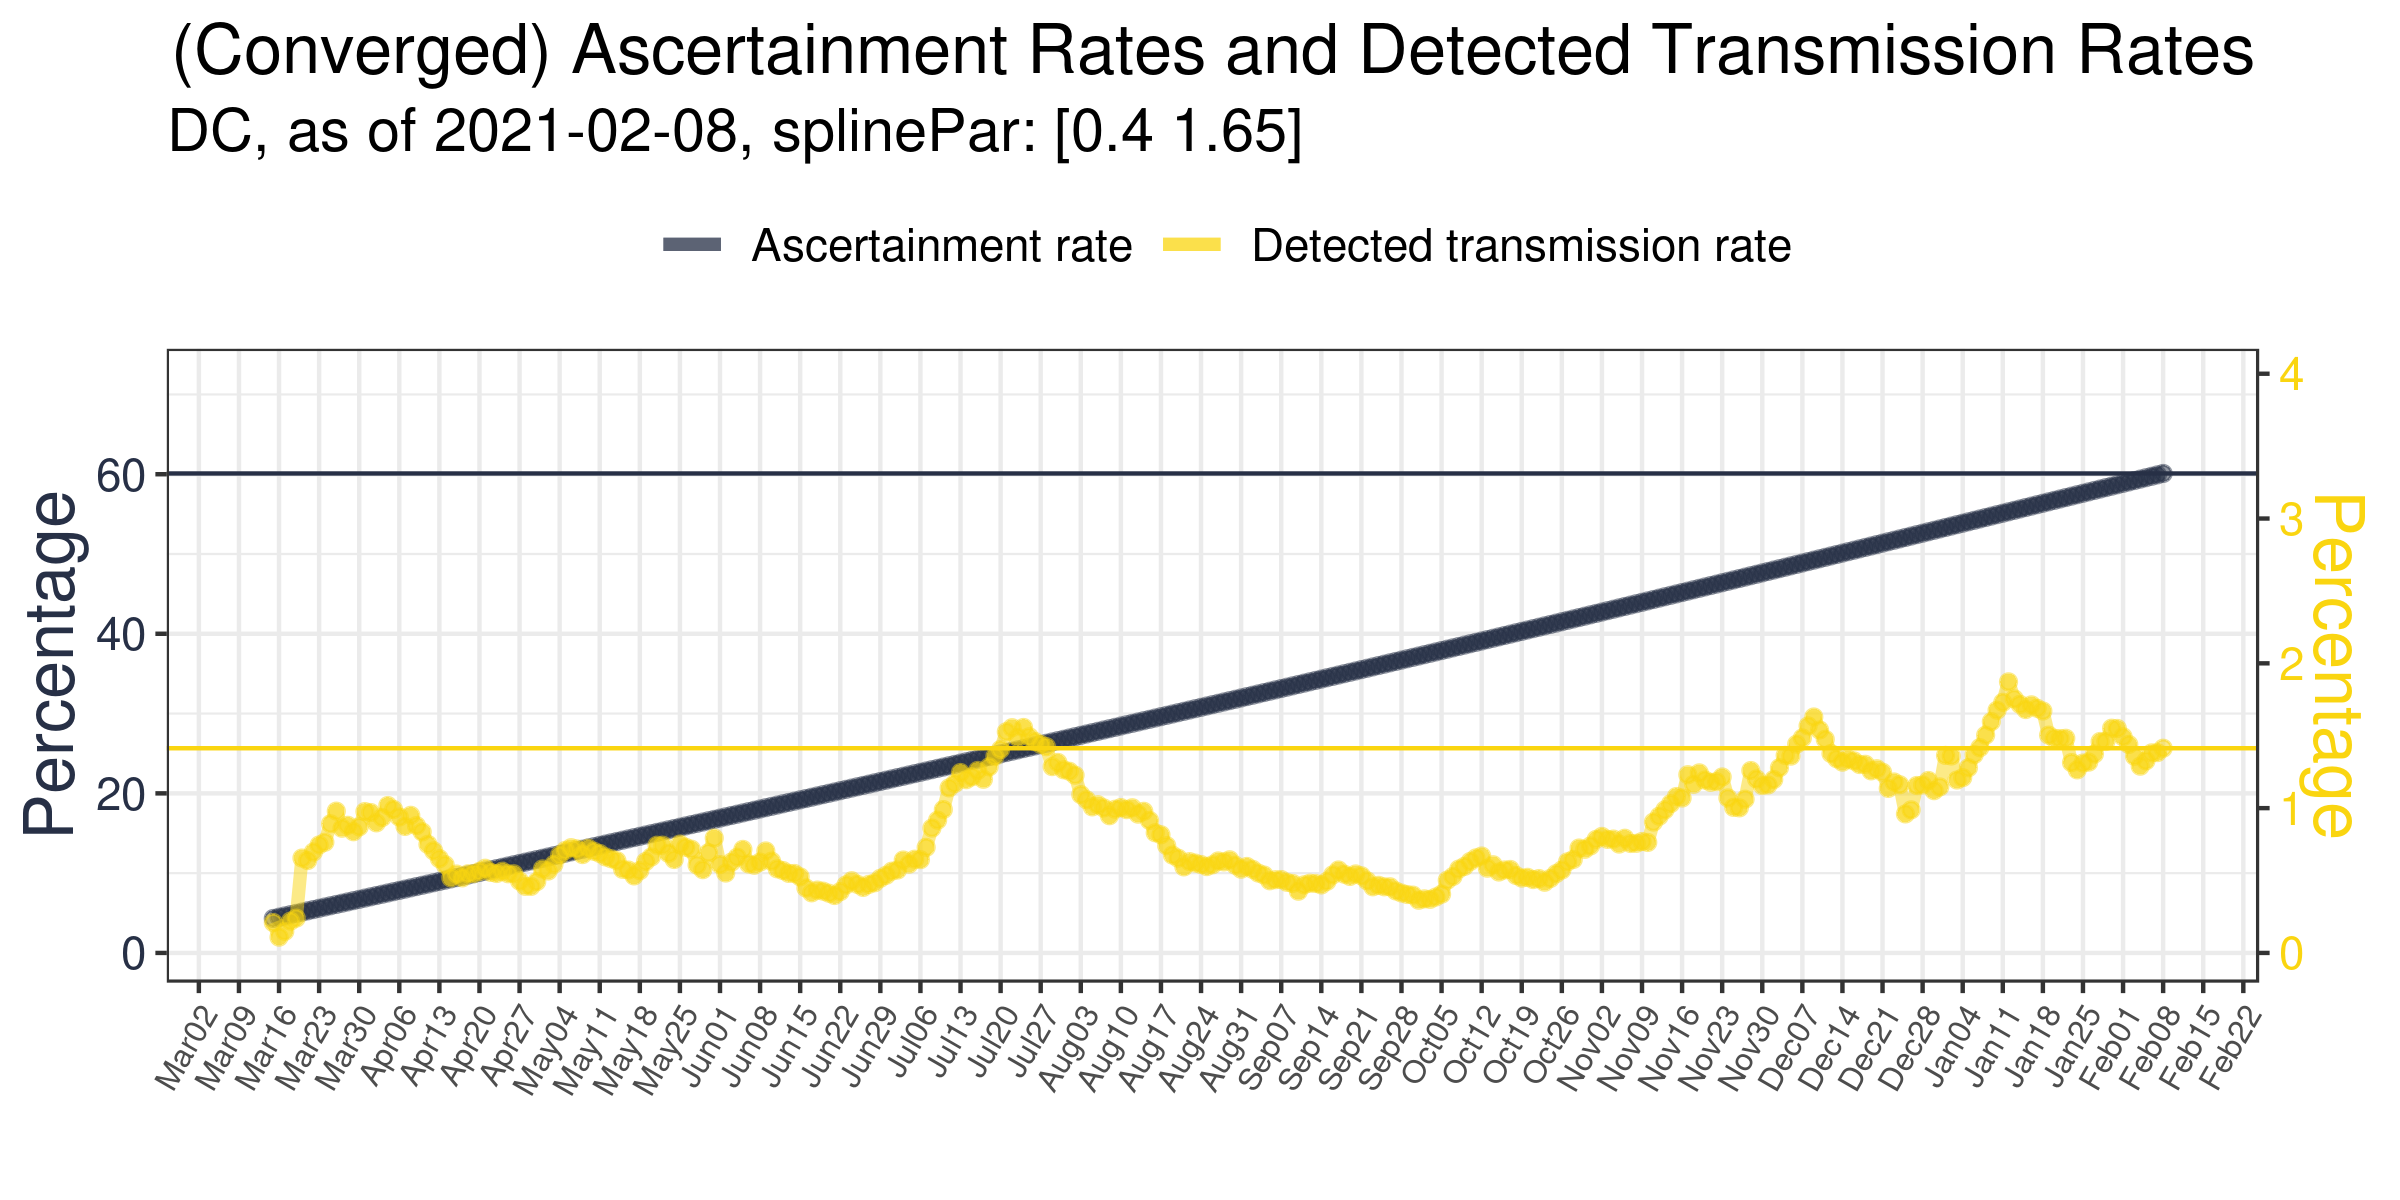 (Converged) Ascertainment Rates and Detected Transmission Rates
DC, as of 2021-02-08, splinePar: [0.4 1.65]
Ascertainment rate Detected transmission rate
Percentage
60
40
20
0
4
3
2
1
0
Percentage
Mar02 Mar09 Mar16 Mar23 Mar30 Apr06 Apr13 Apr20 Apr27 May04 May11 May18 May25 Jun01 Jun08 Jun15 Jun22 Jun29 Jul06 Jul13 Jul20 Jul27 Aug03 Aug10 Aug17 Aug24 Aug31 Sep07 Sep14 Sep21 Sep28 Oct05 Oct12 Oct19 Oct26 Nov02 Nov09 Nov16 Nov23 Nov30 Dec07 Dec14 Dec21 Dec28 Jan04 Jan11 Jan18 Jan25 Feb01 Feb08 Feb15 Feb22